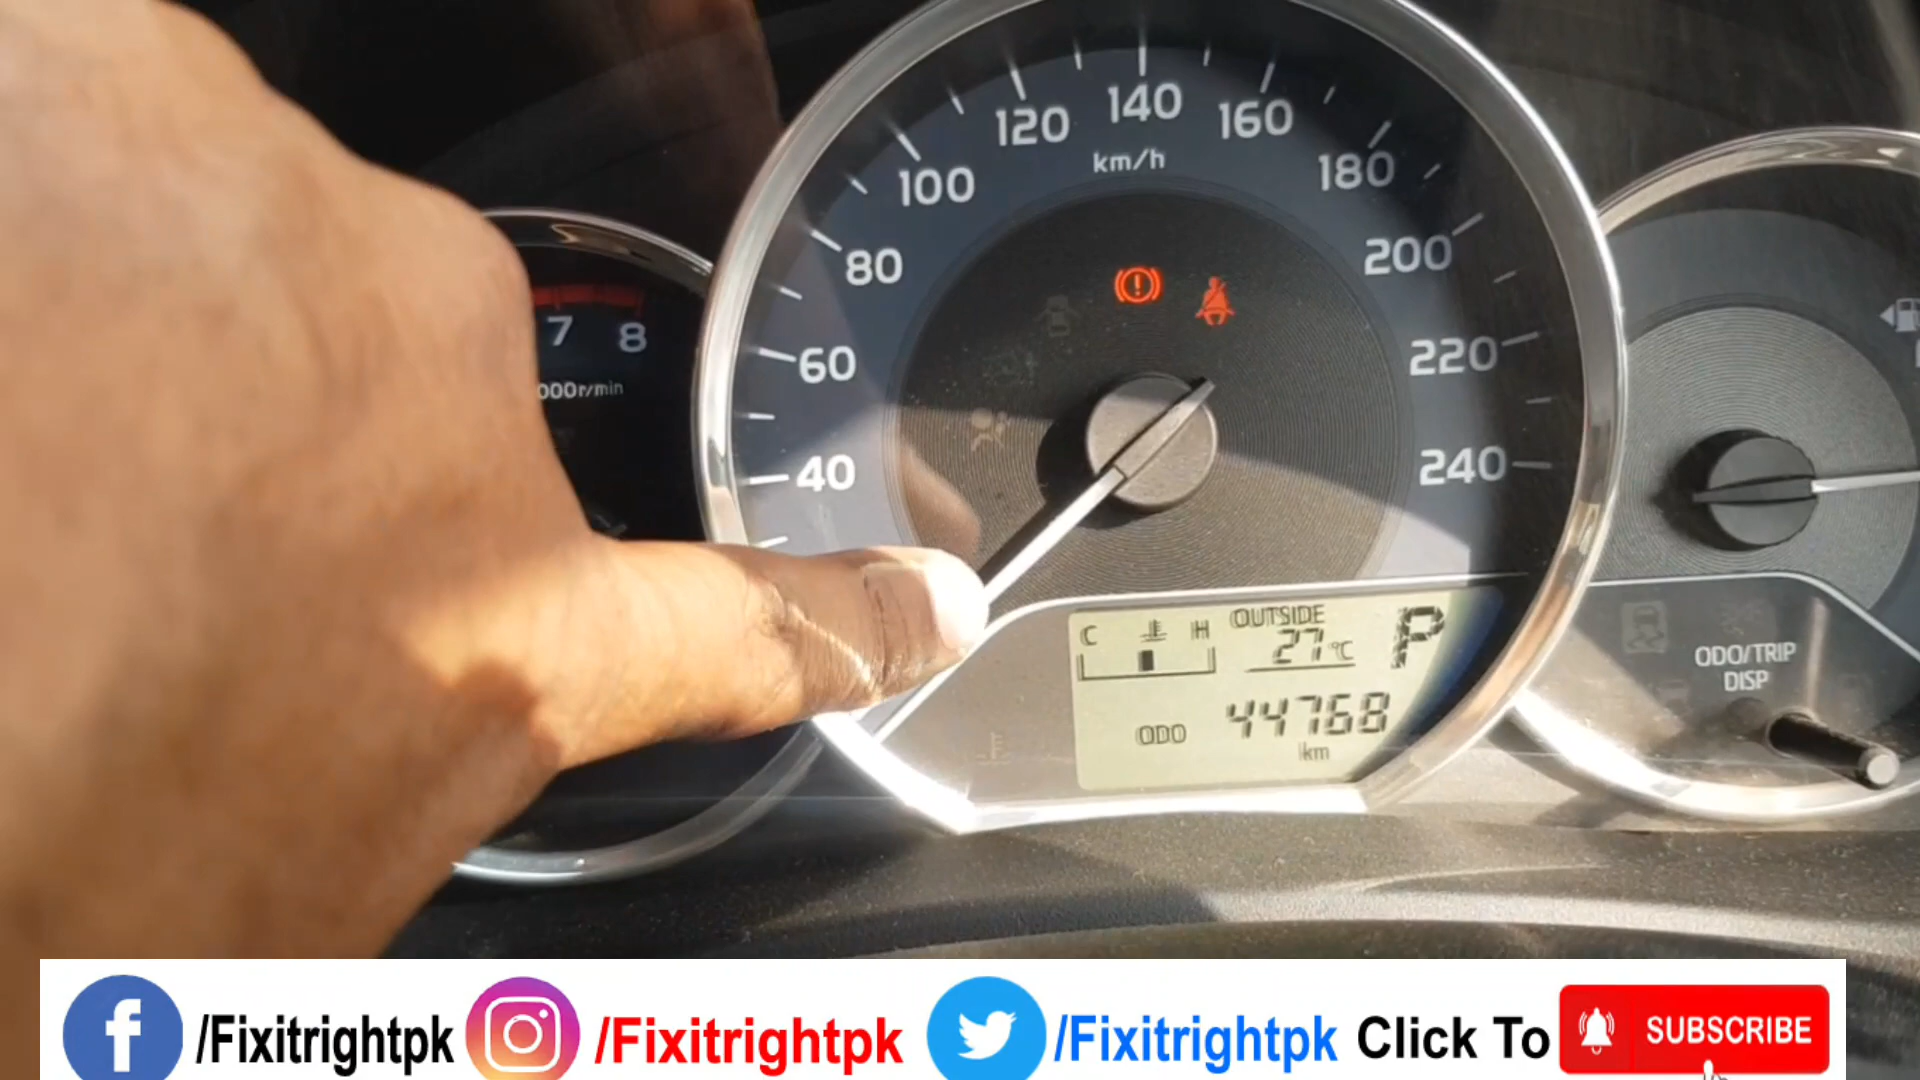 120 140 160
km/h
100 180
80 200
7 8
000r/min
60 220
40 240
C H OUTSIDE
27°C P
ODO 44768
km
ODO/TRIP
DISP
/Fixitrightpk /Fixitrightpk /Fixitrightpk Click To SUBSCRIBE